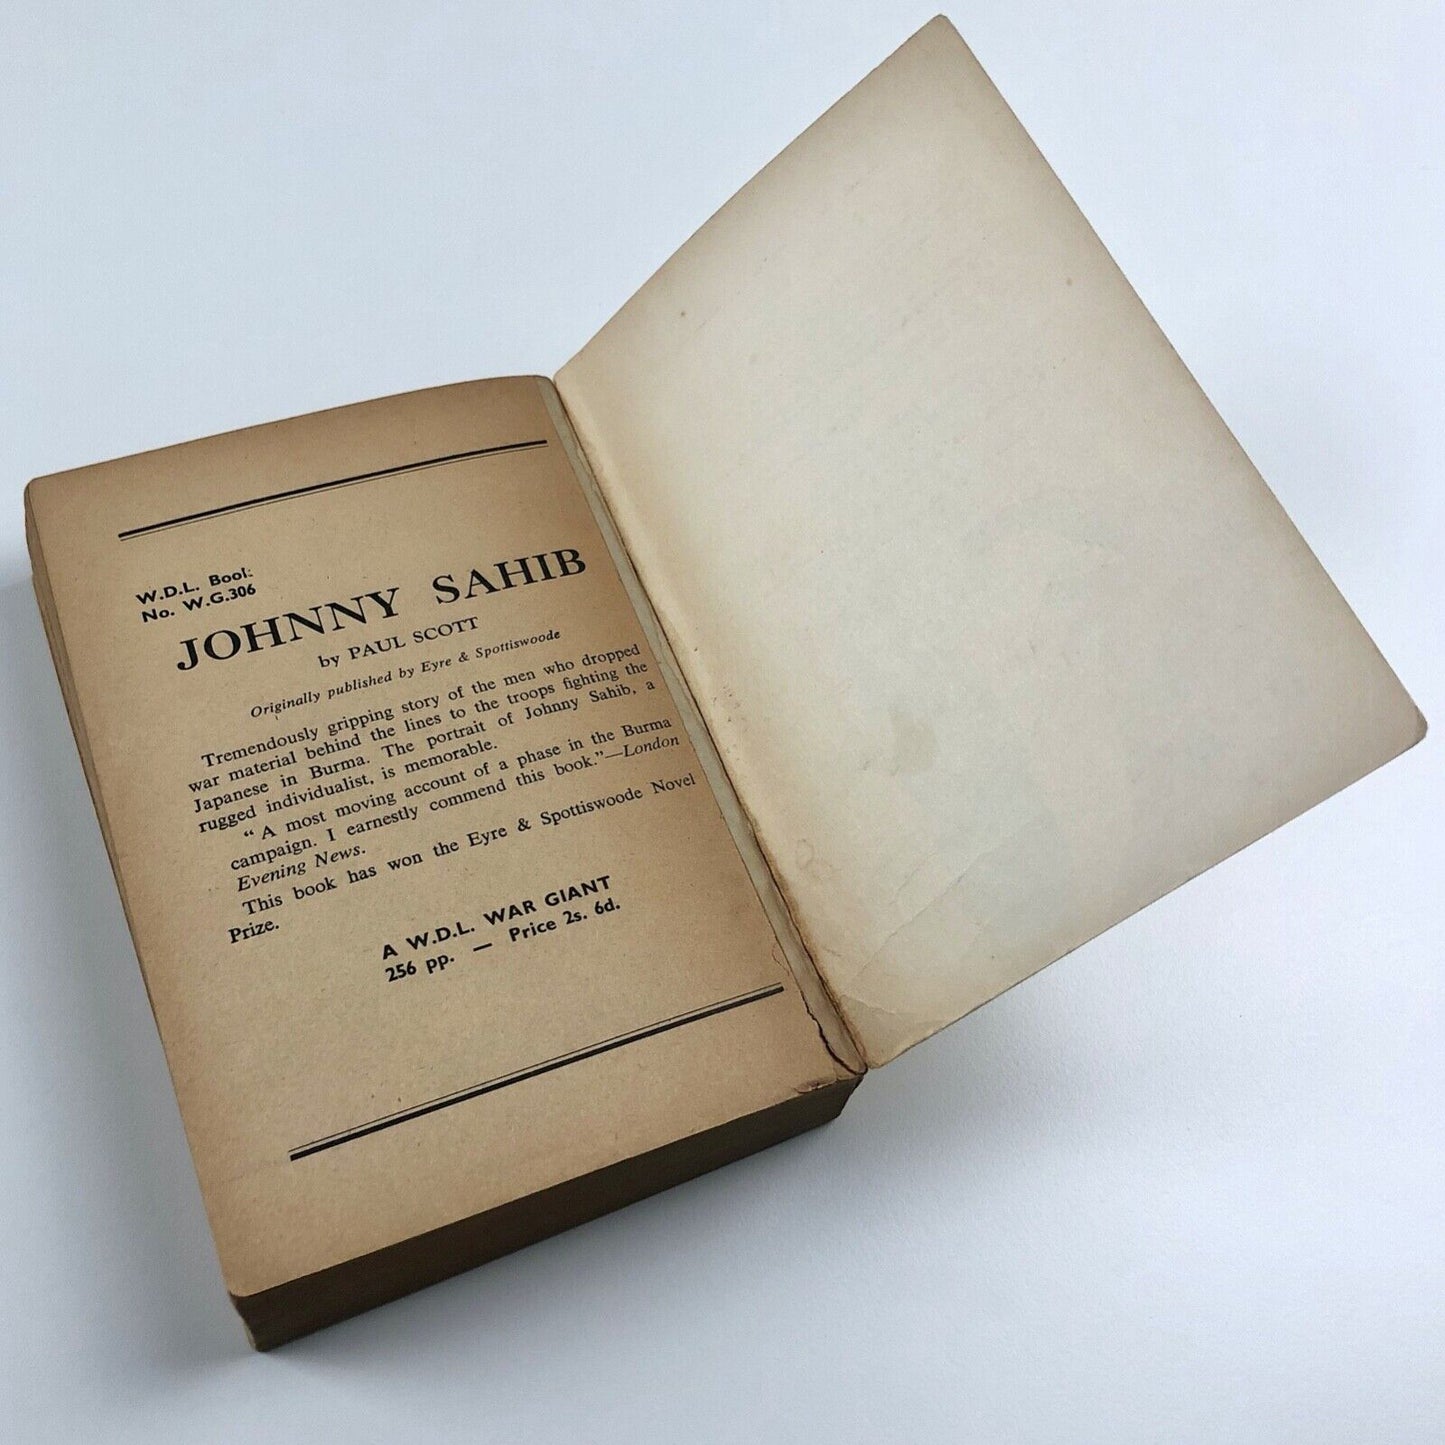 W.D.L. Book
No. W.G.306
JOHNNY SAHIB
by PAUL SCOTT
Originally published by Eyre & Spottiswoode
Tremendously gripping story of the men who dropped
war material behind the lines to the troops fighting the
Japanese in Burma. The portrait of Johnny Sahib, a
rugged individualist, is memorable.
“ A most moving account of a phase in the Burma
campaign. I earnestly commend this book.”—London
Evening News.
This book has won the Eyre & Spottiswoode Novel
Prize.
A W.D.L. WAR GIANT
256 pp. — Price 2s. 6d.